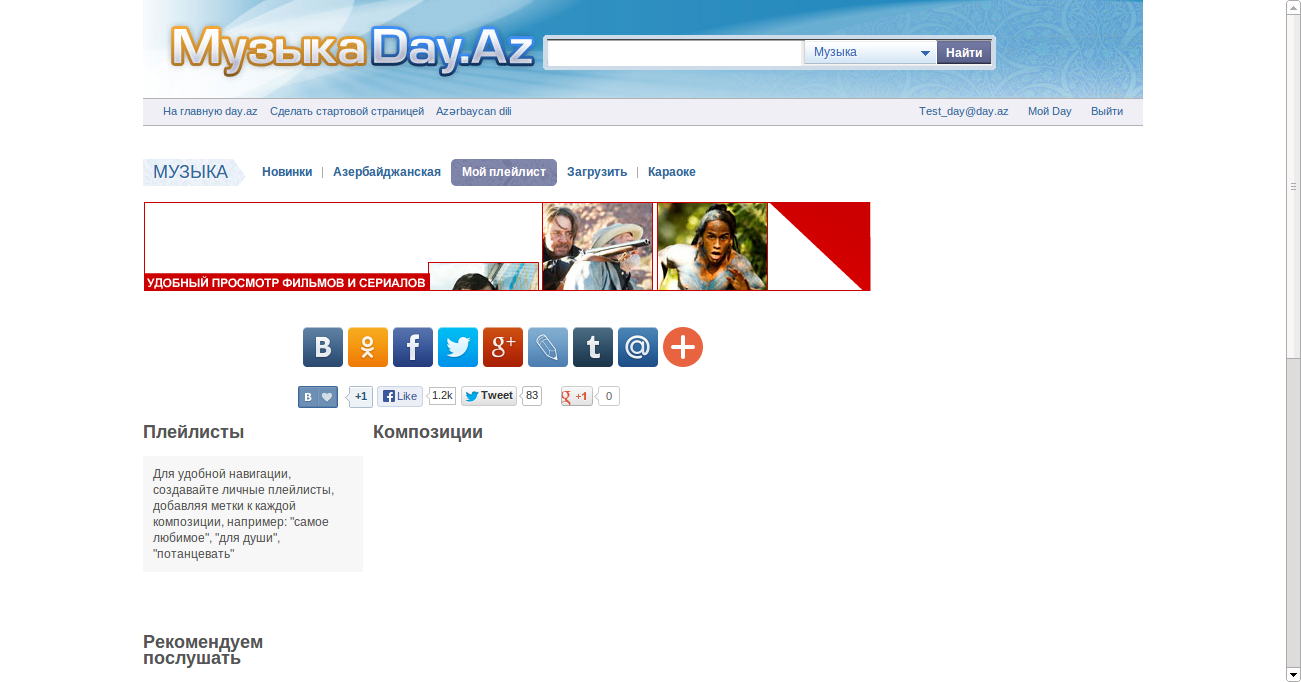 МузыкаDay.Az
Музыка
Найти
На главную day.az Сделать стартовой страницей Azərbaycan dili
Test_day@day.az Мой Day Выйти
МУЗЫКА
Новинки | Азербайджанская Мой плейлист Загрузить | Караоке
УДОБНЫЙ ПРОСМОТР ФИЛЬМОВ И СЕРИАЛОВ
B +1 Like 1.2k Tweet 83 g +1 0
Плейлисты
Композиции
Для удобной навигации,
создавайте личные плейлисты,
добавляя метки к каждой
композиции, например: "самое
любимое", "для души",
"потанцевать"
Рекомендуем
послушать